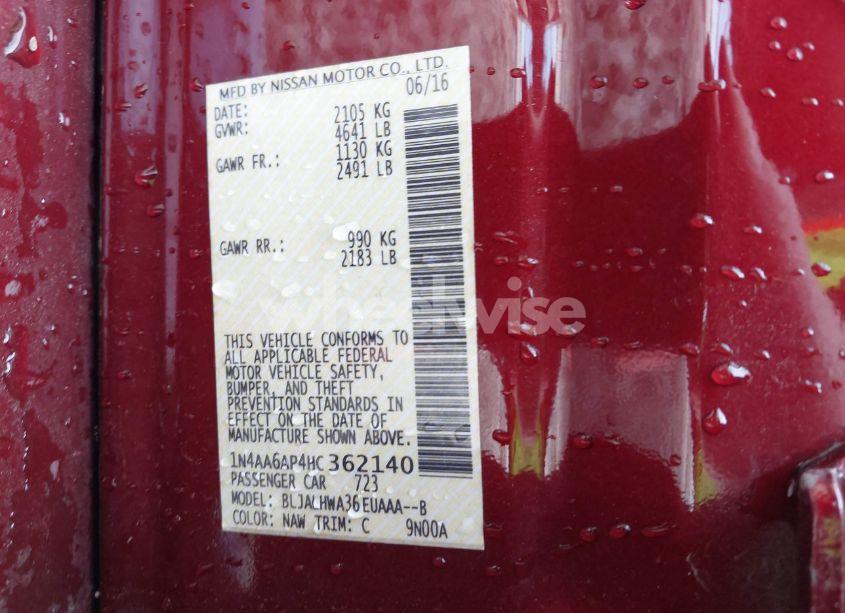 MFD BY NISSAN MOTOR CO., LTD.
DATE: 06/16
GVWR: 2105 KG
4641 LB
GAWR FR.: 1130 KG
2491 LB
GAWR RR.: 990 KG
2183 LB
wheelwise
THIS VEHICLE CONFORMS TO
ALL APPLICABLE FEDERAL
MOTOR VEHICLE SAFETY,
BUMPER, AND THEFT
PREVENTION STANDARDS IN
EFFECT ON THE DATE OF
MANUFACTURE SHOWN ABOVE.
1N4AA6AP4HC362140
PASSENGER CAR 723
MODEL: BLJALHWA36EUAAA--B
COLOR: NAW TRIM: C 9N00A